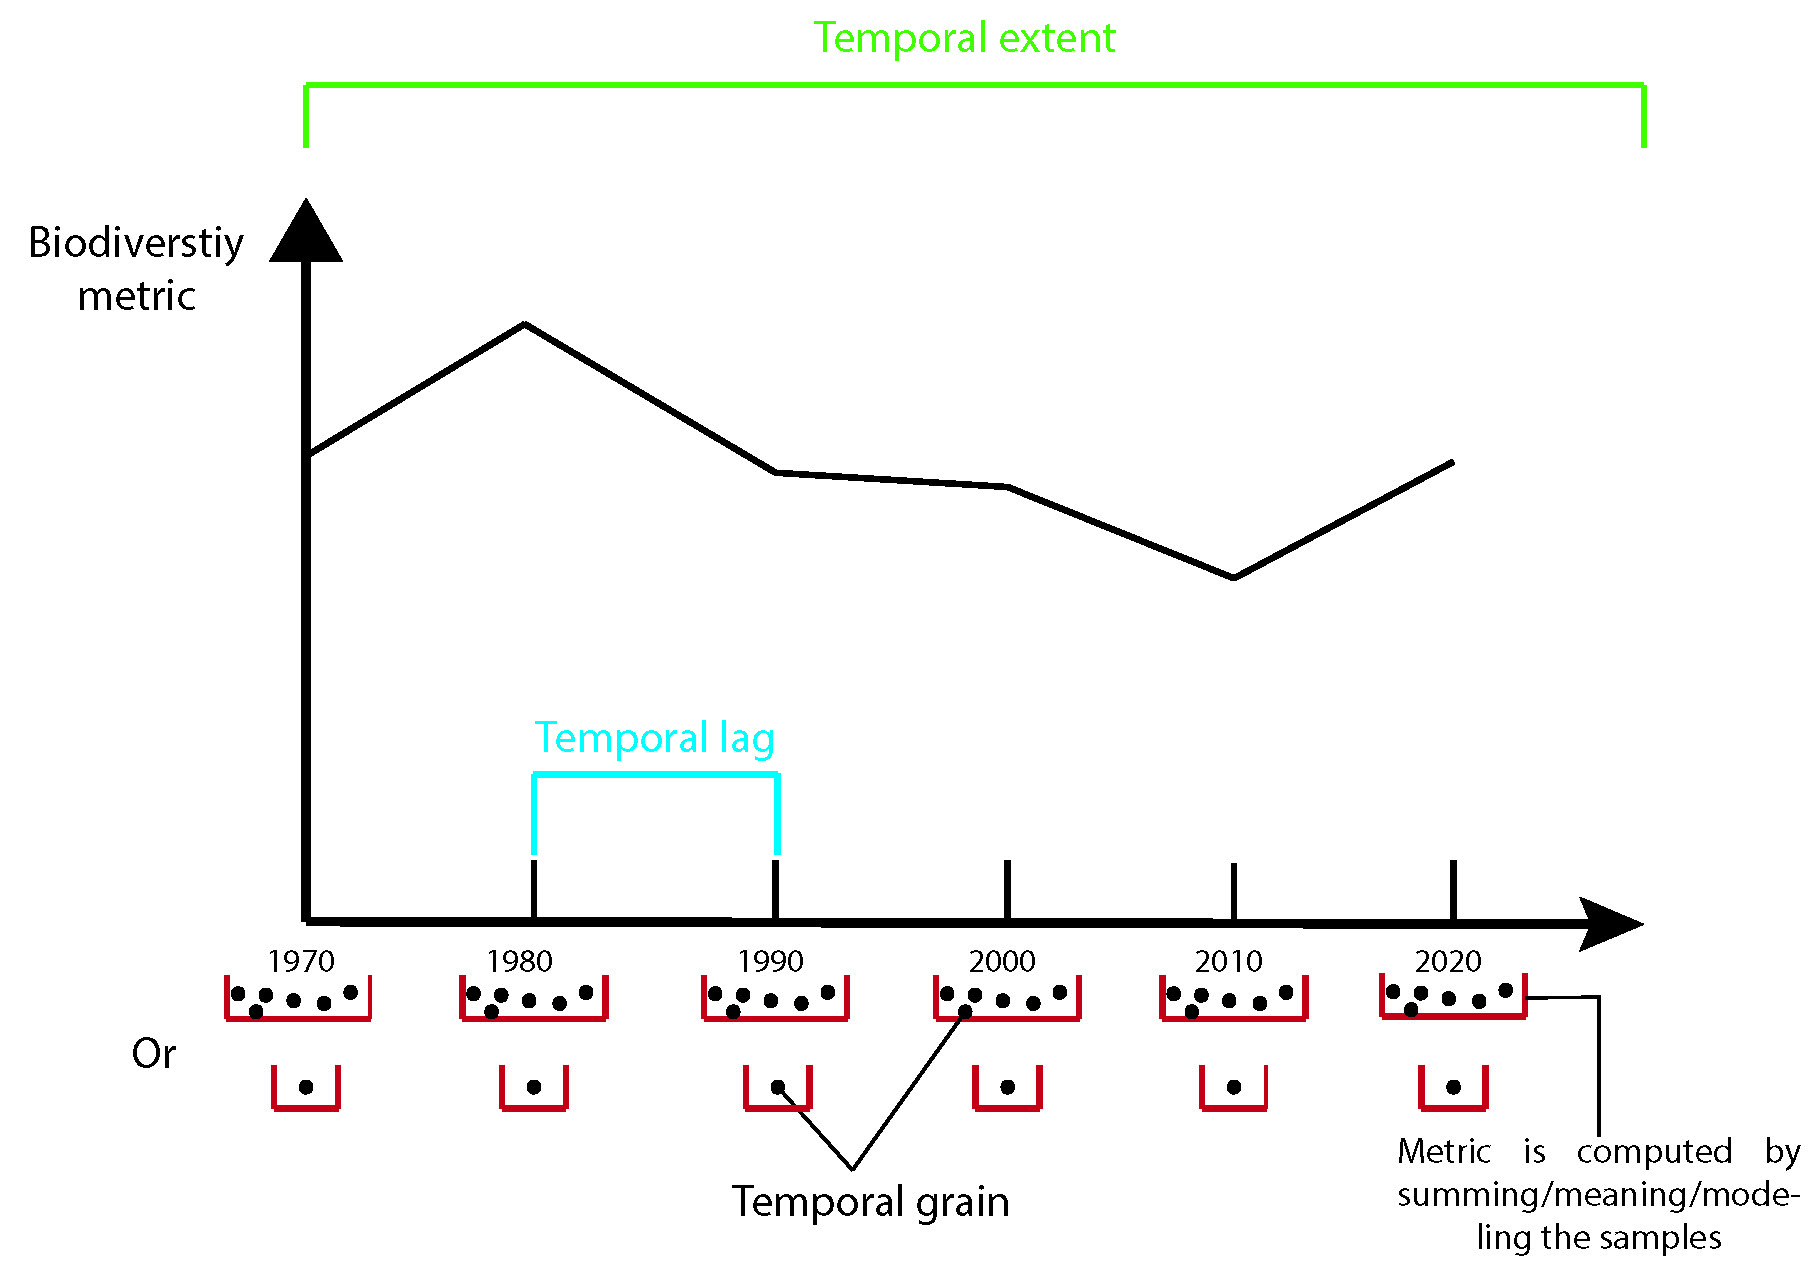 Temporal extent
Biodiverstiy
metric
Temporal lag
1970 1980 1990 2000 2010 2020
Or
Temporal grain
Metric is computed by
summing/meaning/mode-
ling the samples